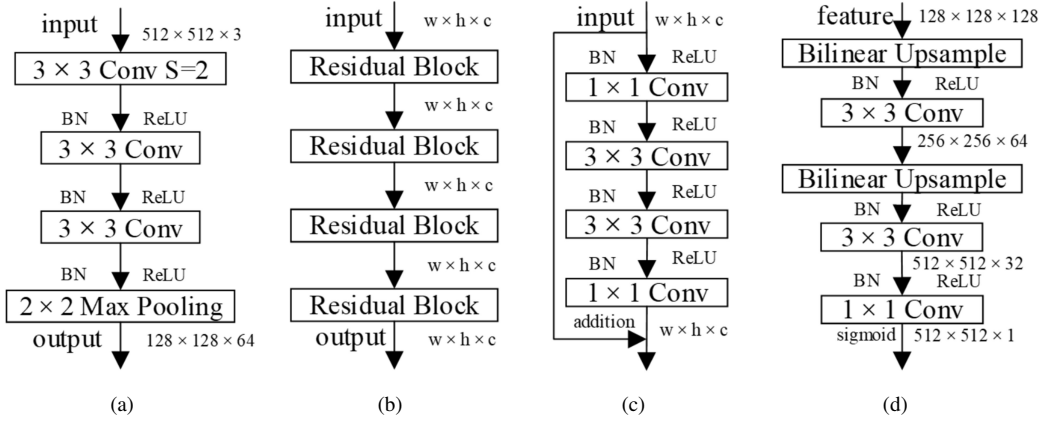 input
512 × 512 × 3
3 × 3 Conv S=2
BN ReLU
3 × 3 Conv
BN ReLU
3 × 3 Conv
BN ReLU
2 × 2 Max Pooling
output 128 × 128 × 64
(a)
input w × h × c
Residual Block
w × h × c
Residual Block
w × h × c
Residual Block
w × h × c
Residual Block
output w × h × c
(b)
input w × h × c
BN ReLU
1 × 1 Conv
BN ReLU
3 × 3 Conv
BN ReLU
3 × 3 Conv
BN ReLU
1 × 1 Conv
addition w × h × c
(c)
feature 128 × 128 × 128
Bilinear Upsample
BN ReLU
3 × 3 Conv
256 × 256 × 64
Bilinear Upsample
BN ReLU
3 × 3 Conv
512 × 512 × 32
BN ReLU
1 × 1 Conv
sigmoid 512 × 512 × 1
(d)